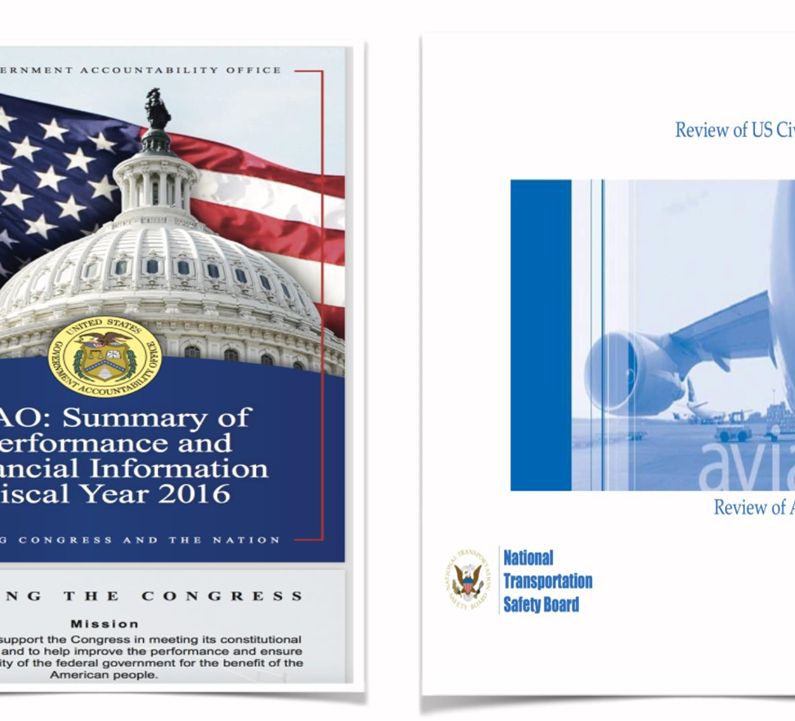 ERNMENT ACCOUNTABILITY OFFICE
UNITED STATES
GOVERNMENT ACCOUNTABILITY OFFICE
AO: Summary of
erformance and
ancial Information
iscal Year 2016
G CONGRESS AND THE NATION
NG THE CONGRESS
Mission
support the Congress in meeting its constitutional
and to help improve the performance and ensure
ity of the federal government for the benefit of the
American people.
Review of US Civ
avia
Review of A
NATIONAL TRANSPORTATION
SAFETY BOARD
National
Transportation
Safety Board